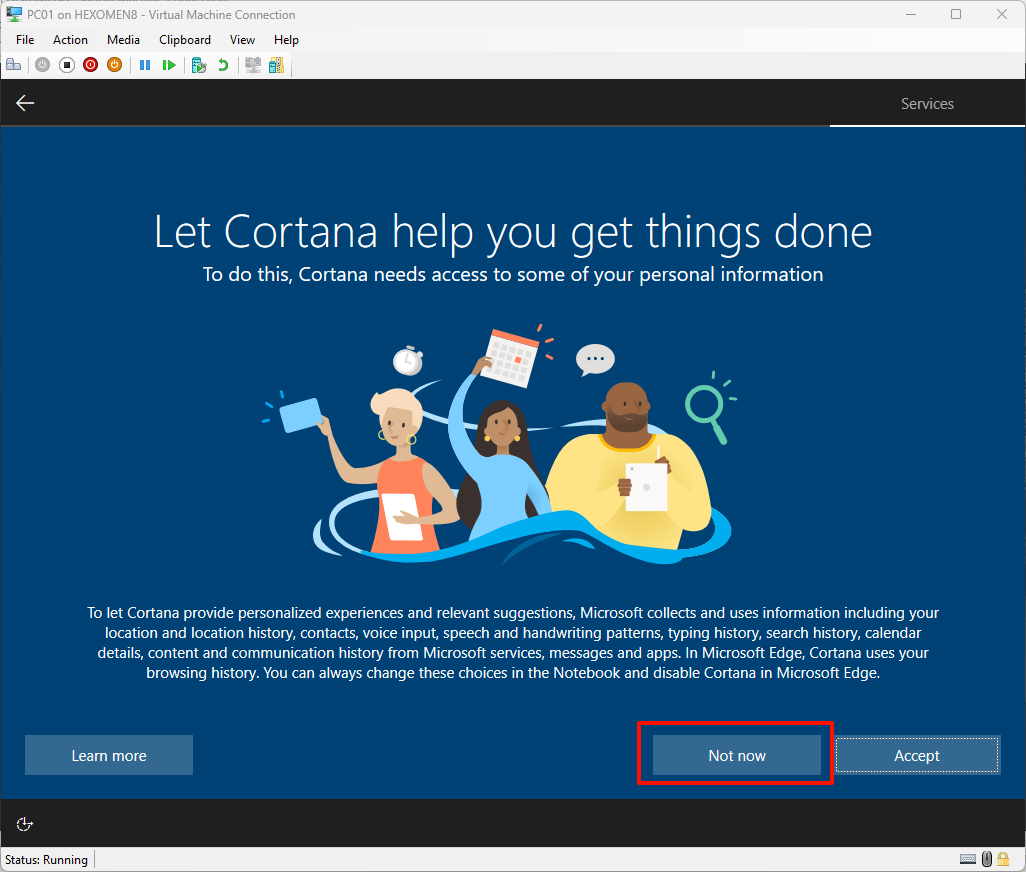 PC01 on HEXOMEN8 - Virtual Machine Connection
File Action Media Clipboard View Help
Services
Let Cortana help you get things done
To do this, Cortana needs access to some of your personal information
To let Cortana provide personalized experiences and relevant suggestions, Microsoft collects and uses information including your
location and location history, contacts, voice input, speech and handwriting patterns, typing history, search history, calendar
details, content and communication history from Microsoft services, messages and apps. In Microsoft Edge, Cortana uses your
browsing history. You can always change these choices in the Notebook and disable Cortana in Microsoft Edge.
Learn more Not now Accept
Status: Running